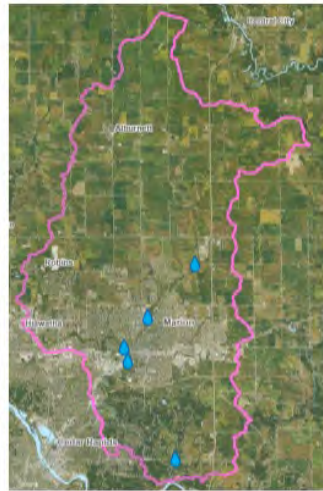 Central City
Alburnett
Robins
Hiawatha
Marion
Cedar Rapids